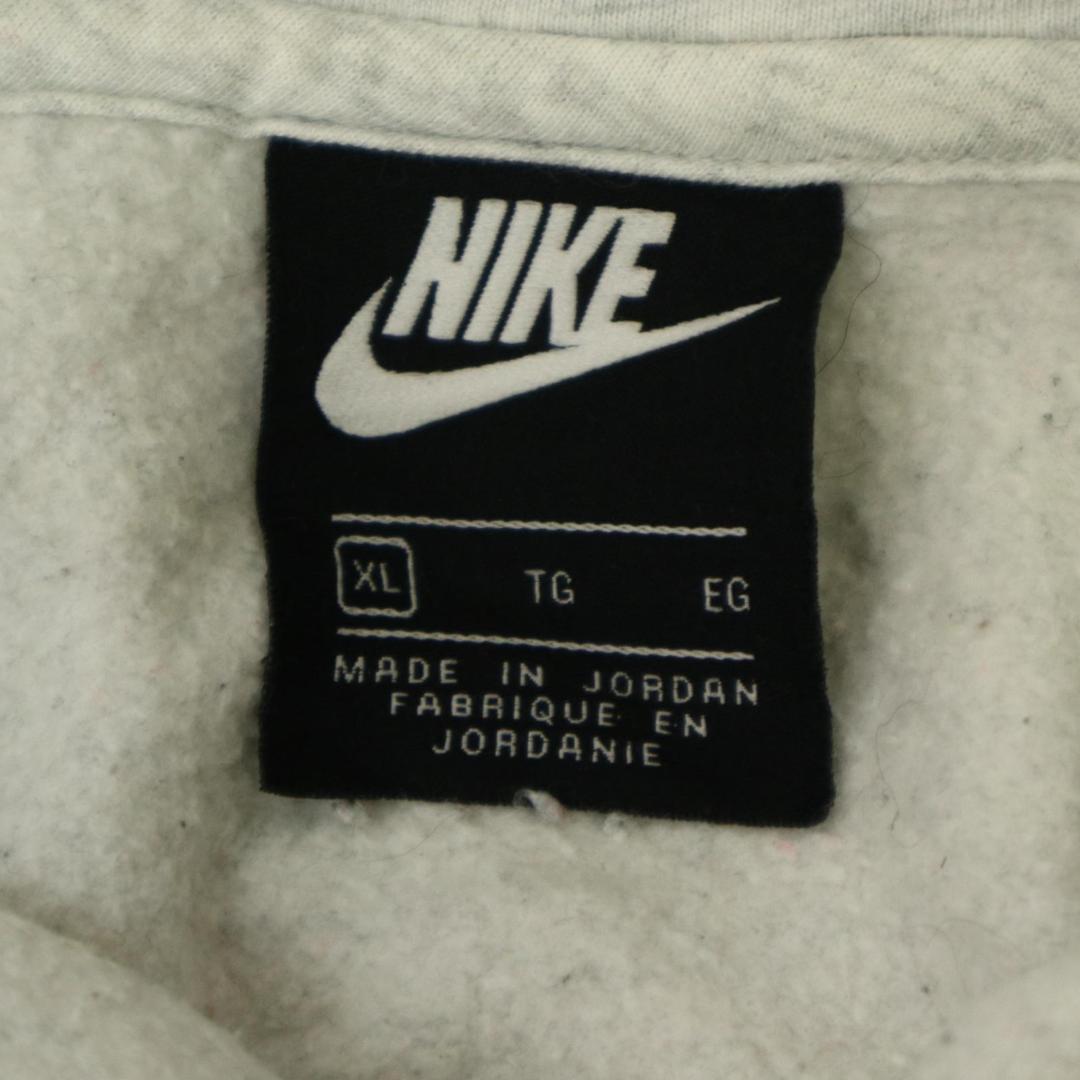 NIKE
XL TG EG
MADE IN JORDAN
FABRIQUE EN
JORDANIE